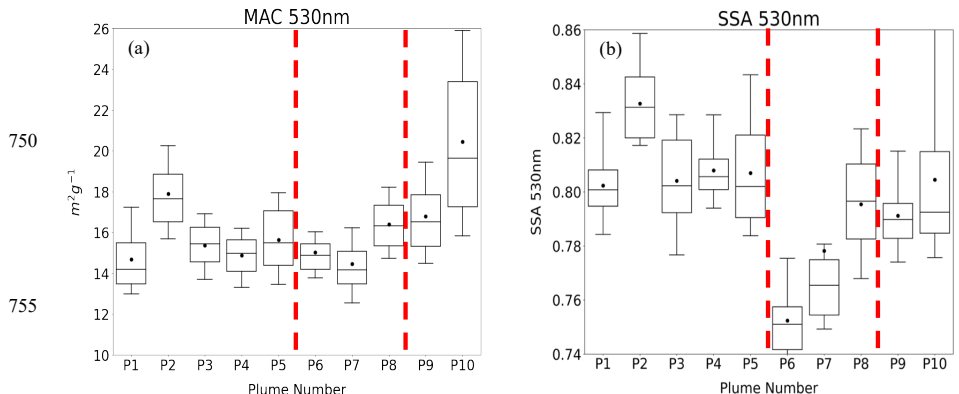 MAC 530nm
(a)
26
24
22
20
18
16
14
12
10
m²g⁻¹
P1 P2 P3 P4 P5 P6 P7 P8 P9 P10
Plume Number
SSA 530nm
(b)
0.86
0.84
0.82
0.80
0.78
0.76
0.74
SSA 530nm
P1 P2 P3 P4 P5 P6 P7 P8 P9 P10
Plume Number
750
755